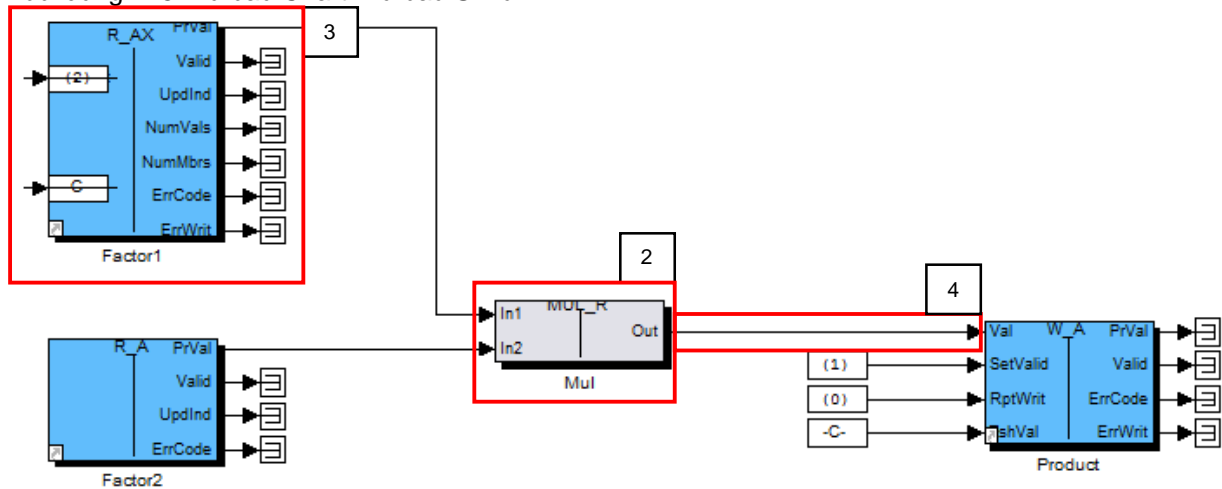 R_AX PrVal
(2)
Valid
UpdInd
NumVals
NumMbrs
C
ErrCode
ErrWrit
Factor1
3
2
4
MUL_R
In1
Out
In2
Mul
R_A PrVal
Valid
UpdInd
ErrCode
Factor2
(1)
(0)
-C-
Val W_A PrVal
SetValid Valid
RptWrit ErrCode
ErrWrit
Product